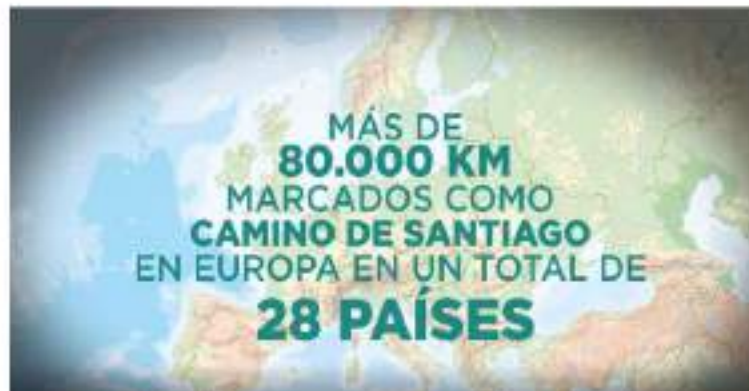 MÁS DE
80.000 KM
MARCADOS COMO
CAMINO DE SANTIAGO
EN EUROPA EN UN TOTAL DE
28 PAÍSES